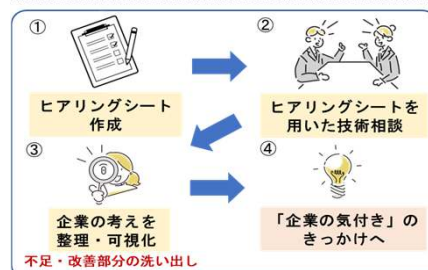 ①
ヒアリングシート
作成
②
ヒアリングシートを
用いた技術相談
③
企業の考えを
整理・可視化
不足・改善部分の洗い出し
④
「企業の気付き」の
きっかけへ